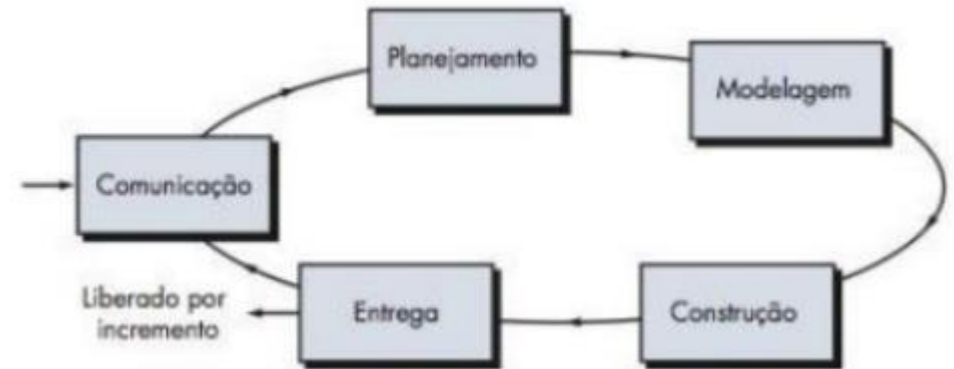 Planejamento
Modelagem
Comunicação
Liberado por
incremento
Entrega
Construção